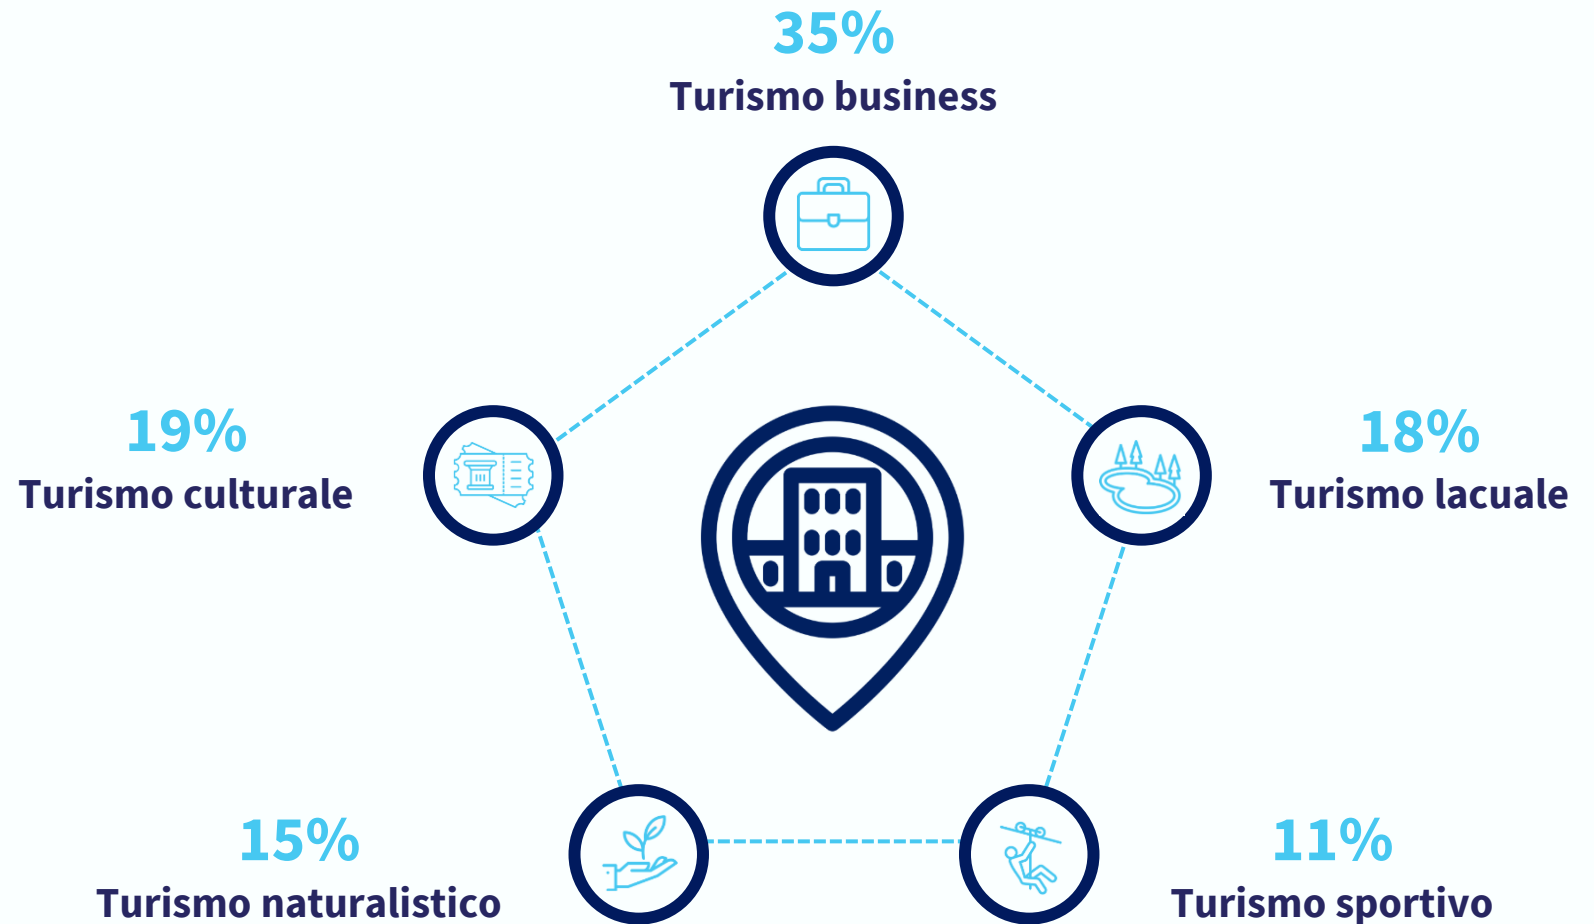 35%
Turismo business
19%
Turismo culturale
18%
Turismo lacuale
15%
Turismo naturalistico
11%
Turismo sportivo